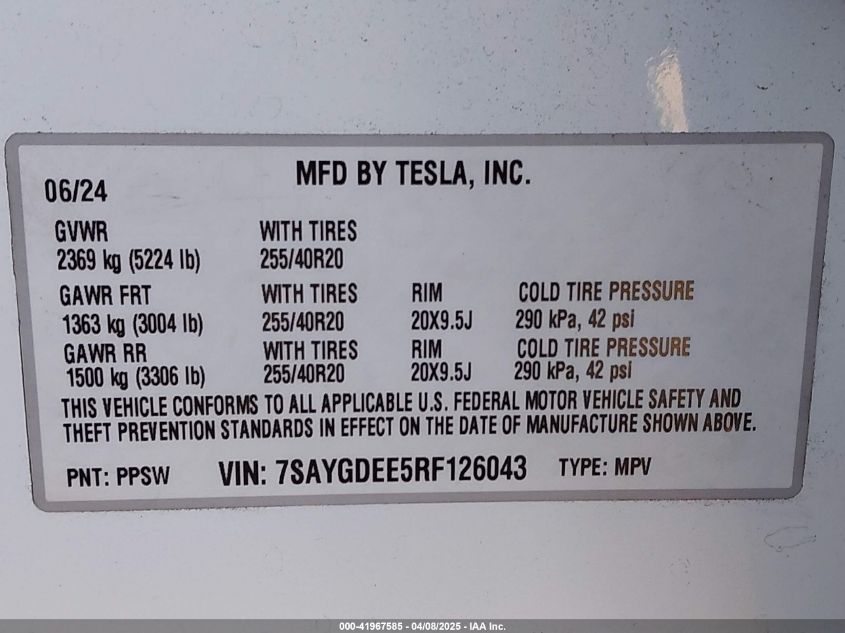 MFD BY TESLA, INC.
06/24
GVWR WITH TIRES
2369 kg (5224 lb) 255/40R20
GAWR FRT WITH TIRES RIM COLD TIRE PRESSURE
1363 kg (3004 lb) 255/40R20 20X9.5J 290 kPa, 42 psi
GAWR RR WITH TIRES RIM COLD TIRE PRESSURE
1500 kg (3306 lb) 255/40R20 20X9.5J 290 kPa, 42 psi
THIS VEHICLE CONFORMS TO ALL APPLICABLE U.S. FEDERAL MOTOR VEHICLE SAFETY AND
THEFT PREVENTION STANDARDS IN EFFECT ON THE DATE OF MANUFACTURE SHOWN ABOVE.
PNT: PPSW VIN: 7SAYGDEE5RF126043 TYPE: MPV
000-41967585 - 04/08/2025 - IAA Inc.